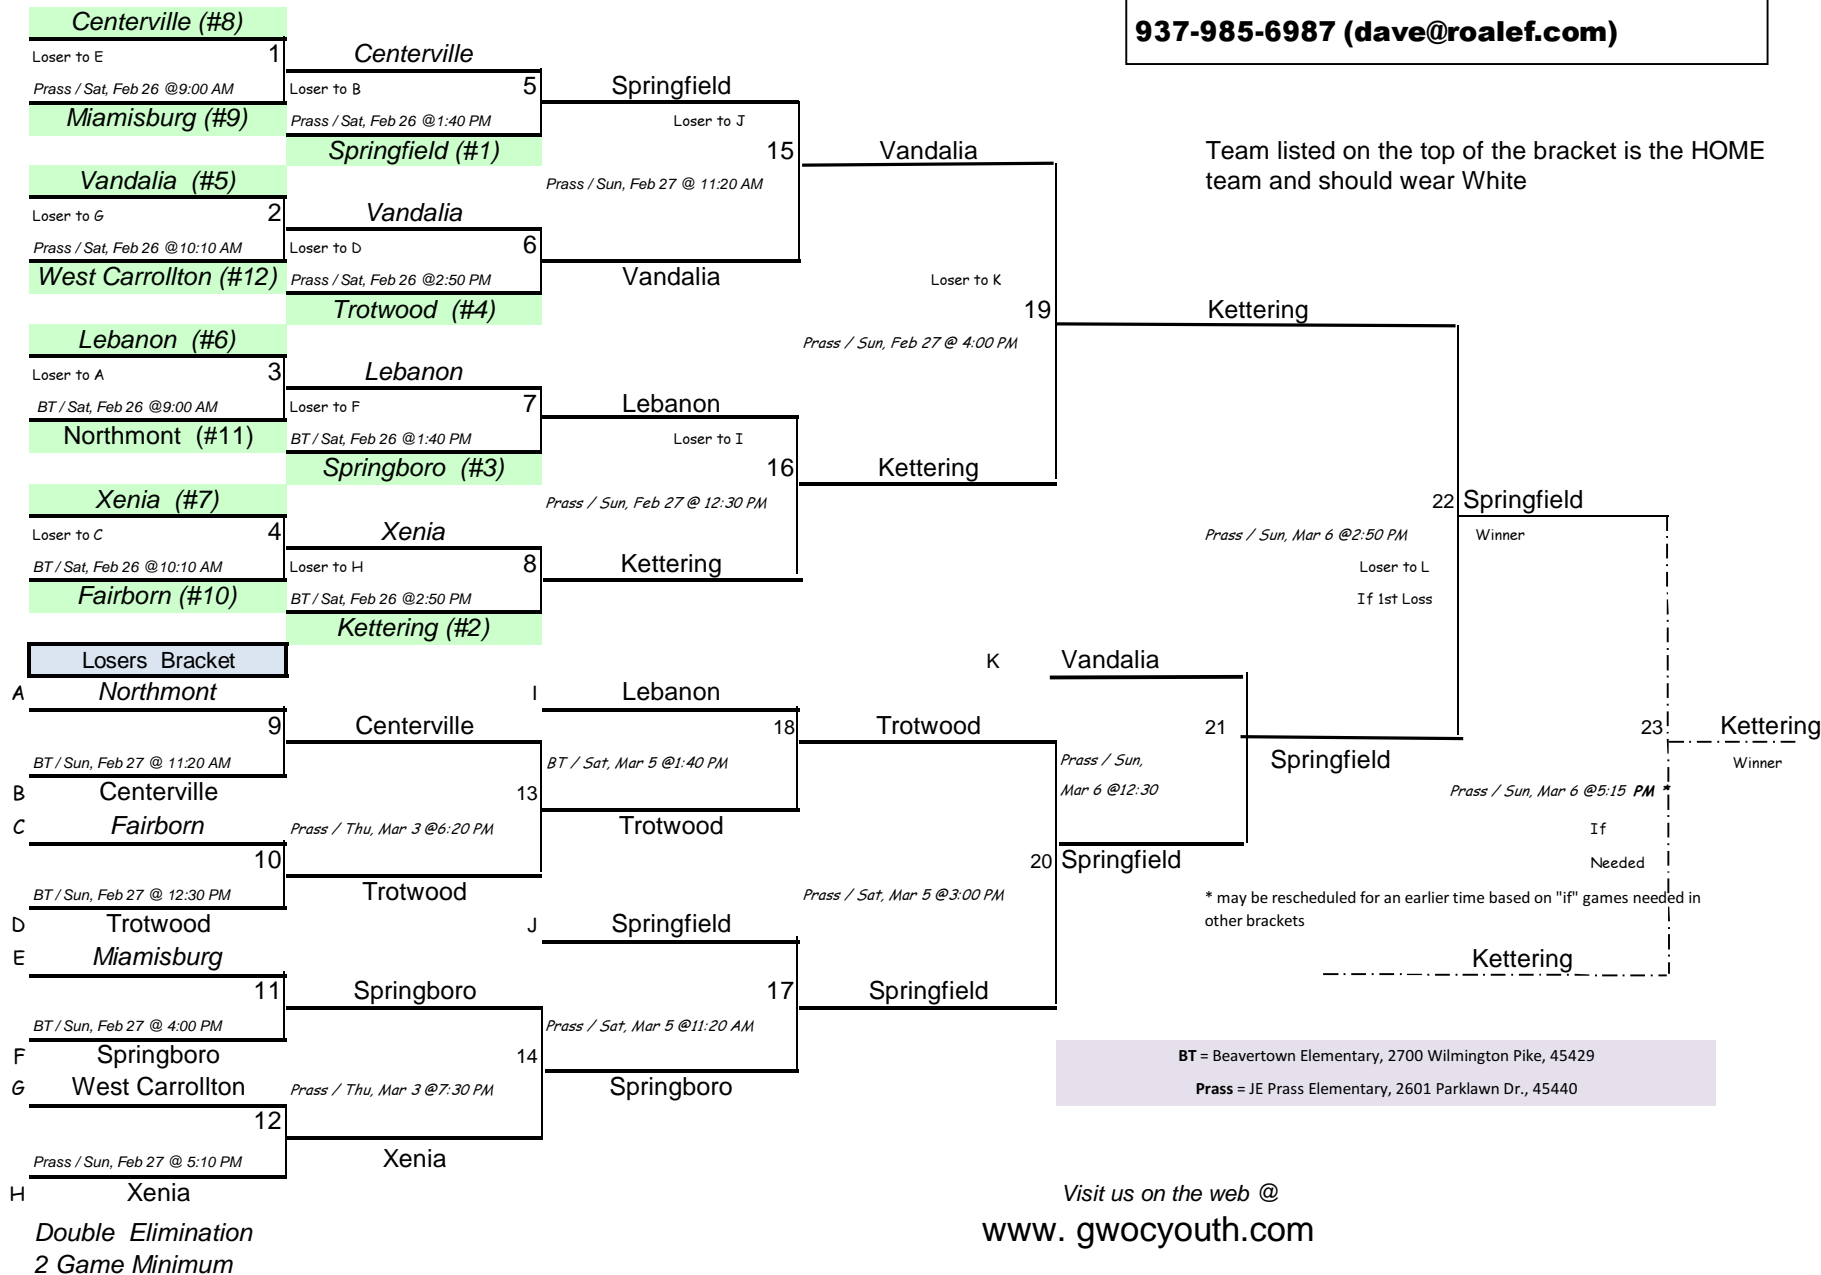 937-985-6987 (dave@roalef.com)
Team listed on the top of the bracket is the HOME
team and should wear White
Centerville (#8)
Loser to E
1
Prass / Sat, Feb 26 @9:00 AM
Miamisburg (#9)
Vandalia (#5)
Loser to G
2
Prass / Sat, Feb 26 @10:10 AM
West Carrollton (#12)
Lebanon (#6)
Loser to A
3
BT / Sat, Feb 26 @9:00 AM
Northmont (#11)
Xenia (#7)
Loser to C
4
BT / Sat, Feb 26 @10:10 AM
Fairborn (#10)
Centerville
Loser to B
5
Prass / Sat, Feb 26 @1:40 PM
Springfield (#1)
Vandalia
Loser to D
6
Prass / Sat, Feb 26 @2:50 PM
Trotwood (#4)
Lebanon
Loser to F
7
BT / Sat, Feb 26 @1:40 PM
Springboro (#3)
Xenia
Loser to H
8
BT / Sat, Feb 26 @2:50 PM
Kettering (#2)
Springfield
Loser to J
15
Prass / Sun, Feb 27 @ 11:20 AM
Vandalia
Lebanon
Loser to I
16
Prass / Sun, Feb 27 @ 12:30 PM
Kettering
Vandalia
Loser to K
19
Prass / Sun, Feb 27 @ 4:00 PM
Kettering
Kettering
22
Prass / Sun, Mar 6 @2:50 PM
Loser to L
If 1st Loss
Springfield
Winner
Losers Bracket
A
Northmont
9
BT / Sun, Feb 27 @ 11:20 AM
B
Centerville
C
Fairborn
10
BT / Sun, Feb 27 @ 12:30 PM
D
Trotwood
E
Miamisburg
11
BT / Sun, Feb 27 @ 4:00 PM
F
Springboro
G
West Carrollton
12
Prass / Sun, Feb 27 @ 5:10 PM
H
Xenia
Centerville
13
Prass / Thu, Mar 3 @6:20 PM
Trotwood
Springboro
14
Prass / Thu, Mar 3 @7:30 PM
Xenia
I
Lebanon
18
BT / Sat, Mar 5 @1:40 PM
Trotwood
J
Springfield
17
Prass / Sat, Mar 5 @11:20 AM
Springboro
Trotwood
20
Prass / Sat, Mar 5 @3:00 PM
Springfield
K
Vandalia
21
Prass / Sun,
Mar 6 @12:30
Springfield
Springfield
23
Prass / Sun, Mar 6 @5:15 PM *
If
Needed
Kettering
Winner
* may be rescheduled for an earlier time based on "if" games needed in
other brackets
Kettering
BT = Beavertown Elementary, 2700 Wilmington Pike, 45429
Prass = JE Prass Elementary, 2601 Parklawn Dr., 45440
Double Elimination
2 Game Minimum
Visit us on the web @
www. gwocyouth.com